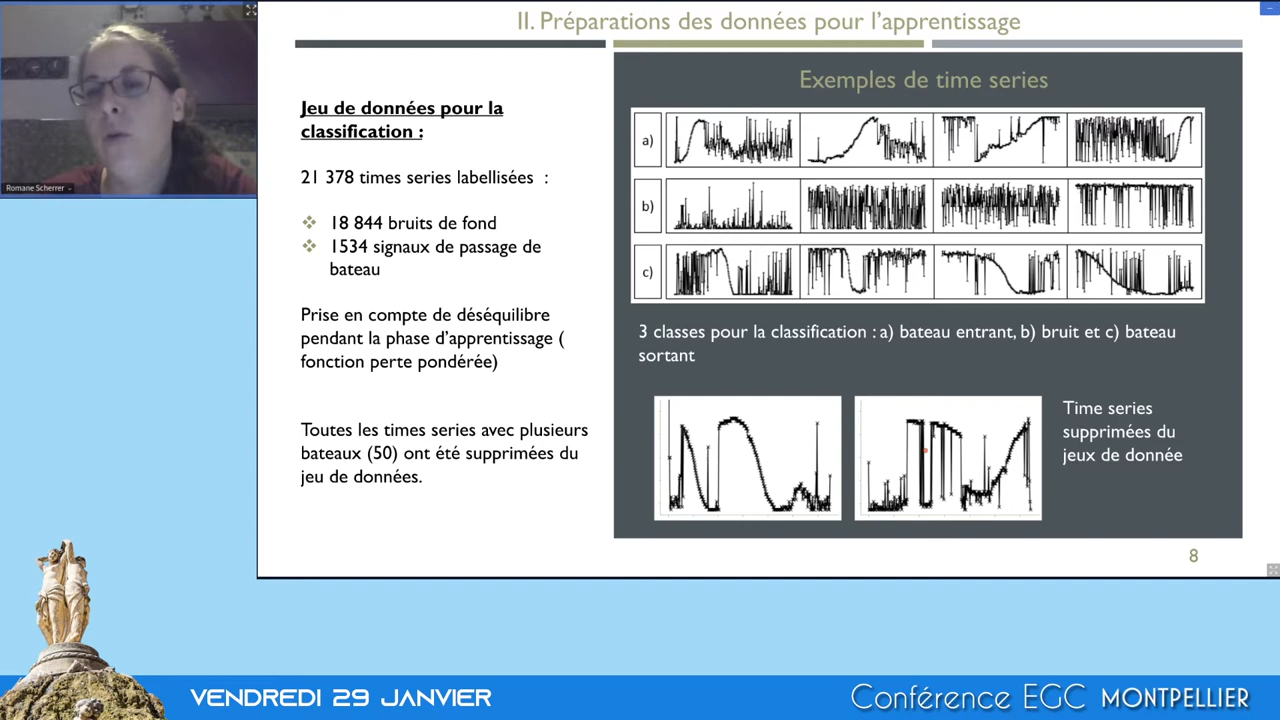 II. Préparations des données pour l'apprentissage
Romane Scherrer
Jeu de données pour la
classification :
21 378 times series labellisées :
18 844 bruits de fond
1534 signaux de passage de
bateau
Prise en compte de déséquilibre
pendant la phase d'apprentissage (
fonction perte pondérée)
Toutes les times series avec plusieurs
bateaux (50) ont été supprimées du
jeu de données.
Exemples de time series
a)
b)
c)
3 classes pour la classification : a) bateau entrant, b) bruit et c) bateau
sortant
Time series
supprimées du
jeux de donnée
8
VENDREDI 29 JANVIER
Conférence EGC MONTPELLIER